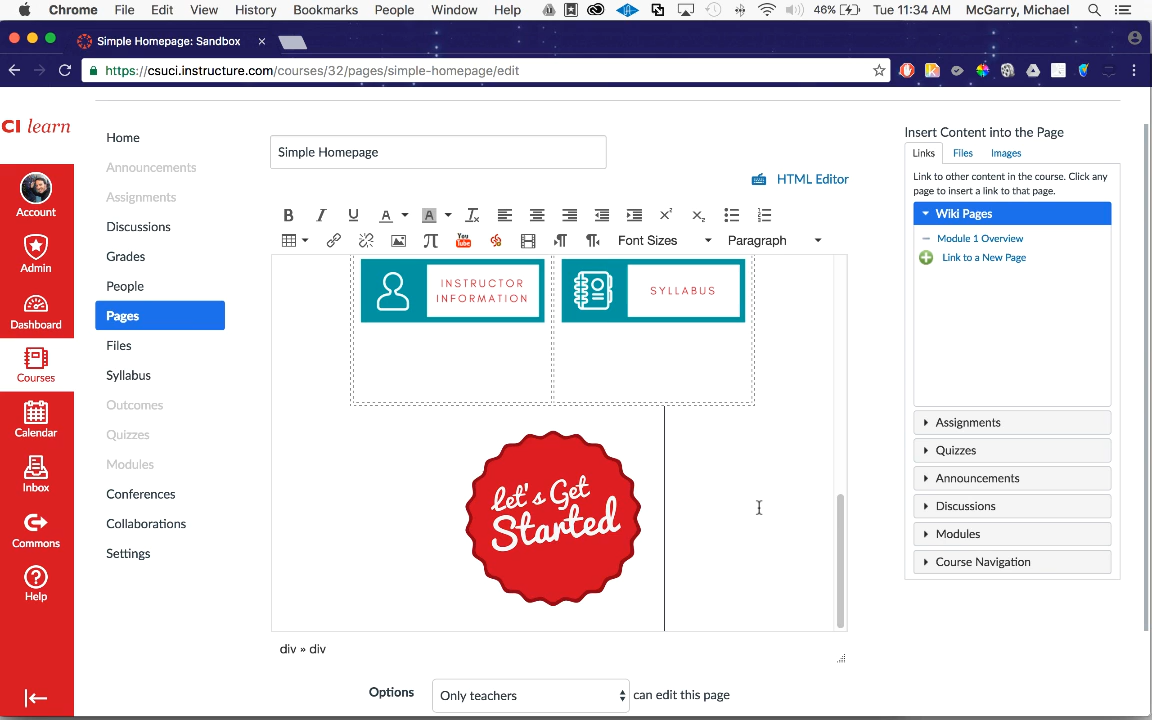 Chrome File Edit View History Bookmarks People Window Help 46% Tue 11:34 AM McGarry, Michael
Simple Homepage: Sandbox
https://csuci.instructure.com/courses/32/pages/simple-homepage/edit
CI learn
Account
Admin
Dashboard
Courses
Calendar
Inbox
Commons
Help
Home
Announcements
Assignments
Discussions
Grades
People
Pages
Files
Syllabus
Outcomes
Quizzes
Modules
Conferences
Collaborations
Settings
Simple Homepage
HTML Editor
Font Sizes Paragraph
INSTRUCTOR
INFORMATION
SYLLABUS
Let's Get
Started
div » div
Options Only teachers can edit this page
Insert Content into the Page
Links Files Images
Link to other content in the course. Click any
page to insert a link to that page.
Wiki Pages
Module 1 Overview
Link to a New Page
Assignments
Quizzes
Announcements
Discussions
Modules
Course Navigation